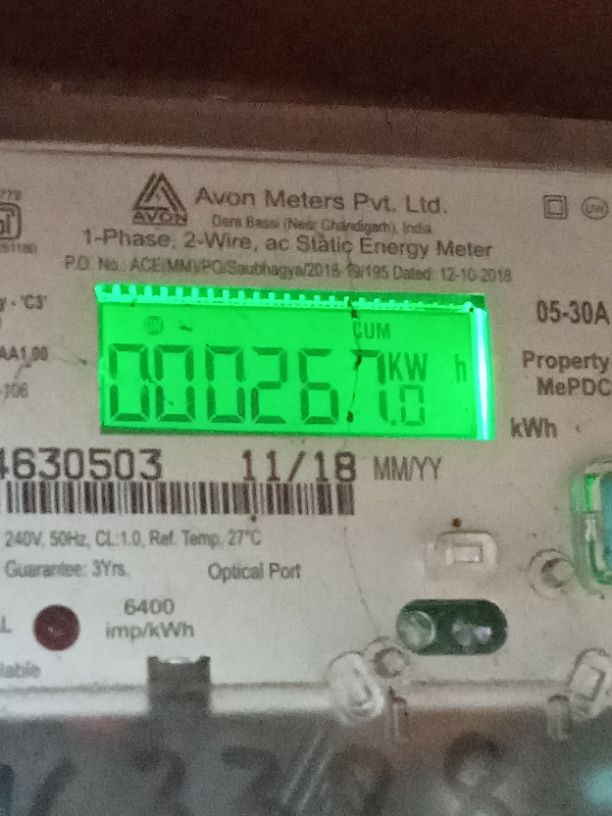 Avon Meters Pvt. Ltd.
AVON
Dera Bassi (Near Chandigarh), India
1-Phase, 2-Wire, ac Static Energy Meter
P.O. No.: ACE(MM)/PO/Saubhagya/2018-19/195 Dated: 12-10-2018
05-30A
CUM
000267.0 KW h
Property
MePDC
kWh
4630503 11/18 MM/YY
240V, 50Hz, CL:1.0, Ref. Temp. 27°C
Guarantee: 3Yrs. Optical Port
6400
imp/kWh